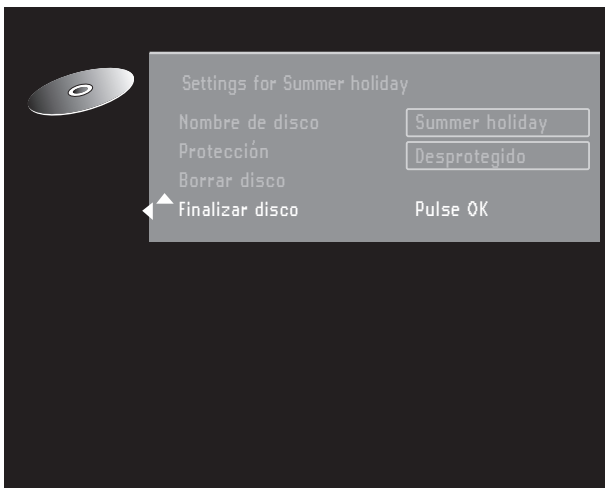 Settings for Summer holiday
Nombre de disco Summer holiday
Protección Desprotegido
Borrar disco
Finalizar disco Pulse OK